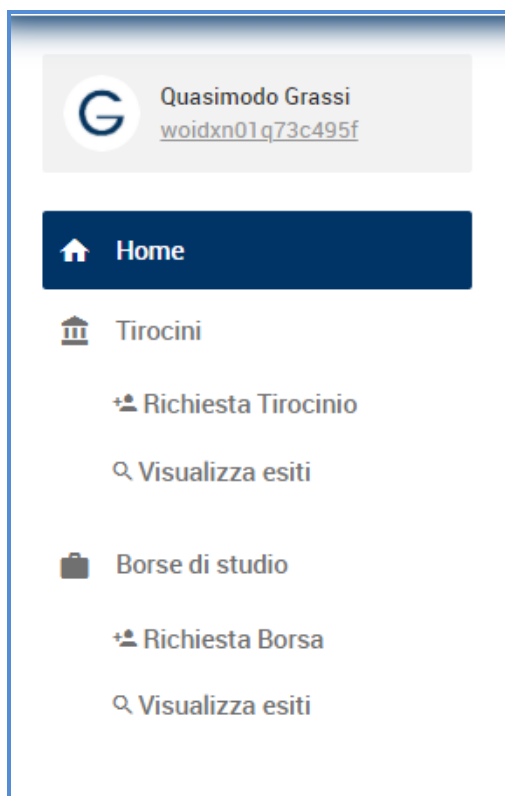 G
Quasimodo Grassi
woidxn01q73c495f
Home
Tirocini
Richiesta Tirocinio
Visualizza esiti
Borse di studio
Richiesta Borsa
Visualizza esiti